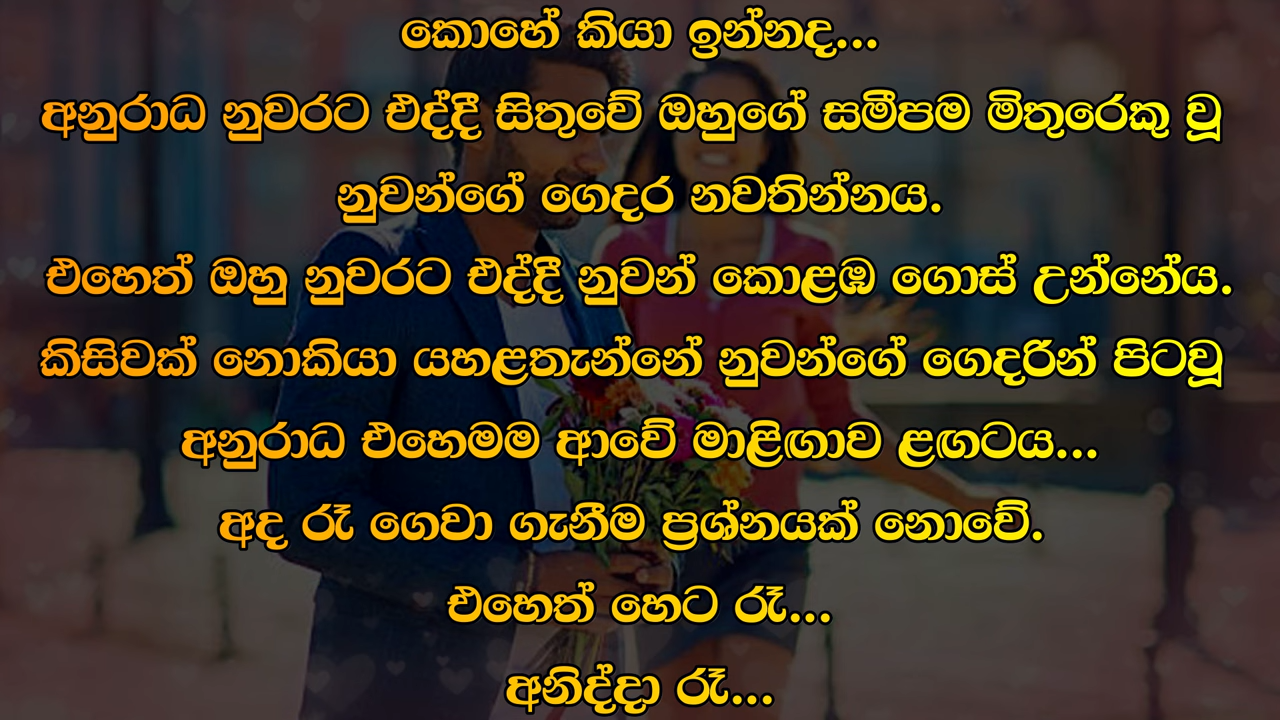 කොහේ කියා ඉන්නද...
අනුරාධ නුවරට එද්දී සිතුවේ ඔහුගේ සමීපම මිතුරෙකු වූ
නුවන්ගේ ගෙදර නවතින්නය.
එහෙත් ඔහු නුවරට එද්දී නුවන් කොළඹ ගොස් උන්නේය.
කිසිවක් නොකියා යහළතැන්නේ නුවන්ගේ ගෙදරින් පිටවූ
අනුරාධ එහෙමම ආවේ මාළිඟාව ළඟටය...
අද රෑ ගෙවා ගැනීම ප්‍රශ්නයක් නොවේ.
එහෙත් හෙට රෑ...
අනිද්දා රෑ...